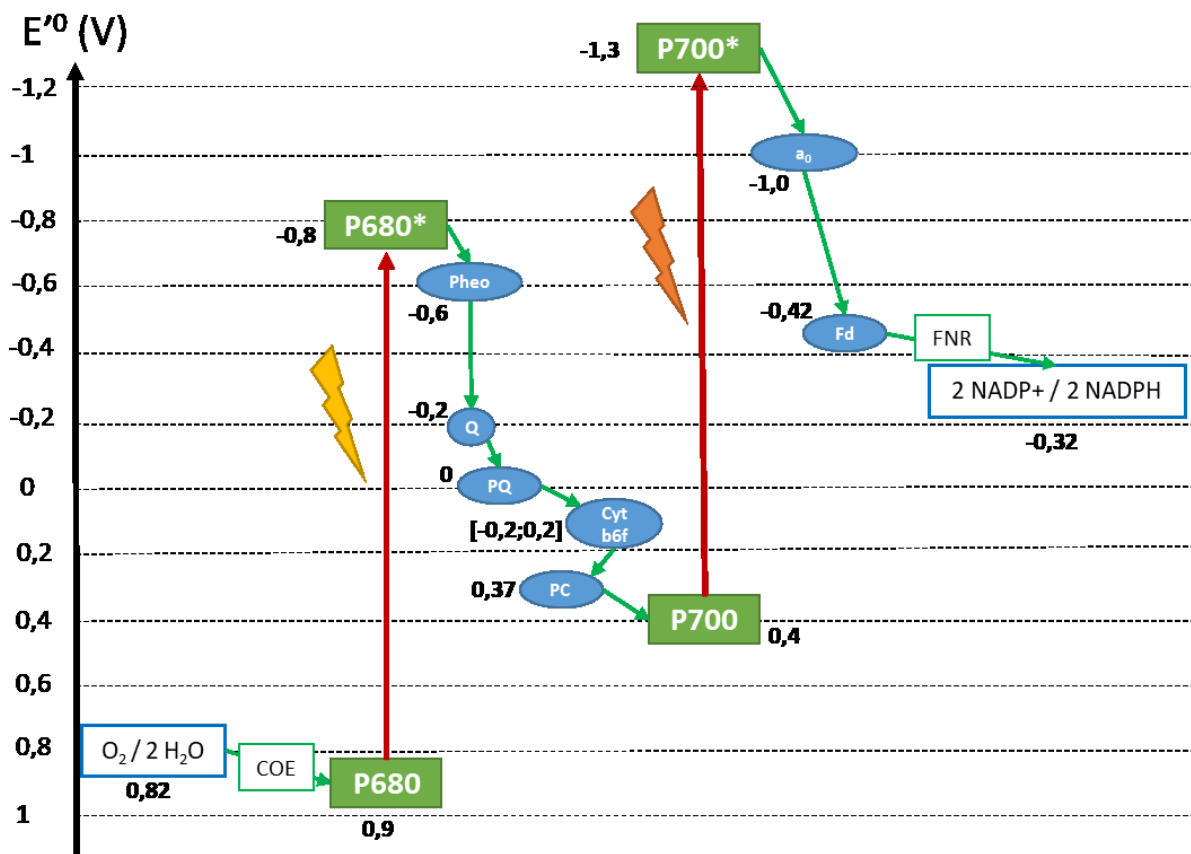 E'⁰ (V)
-1,3
P700*
-1,2
-1
a₀
-1,0
-0,8
-0,8
P680*
-0,6
Pheo
-0,6
-0,42
Fd
FNR
-0,4
2 NADP+ / 2 NADPH
-0,32
-0,2
-0,2
Q
0
0
PQ
[-0,2;0,2]
Cyt
b6f
0,2
0,37
PC
0,4
P700
0,4
0,6
0,8
O₂ / 2 H₂O
COE
0,82
P680
1
0,9